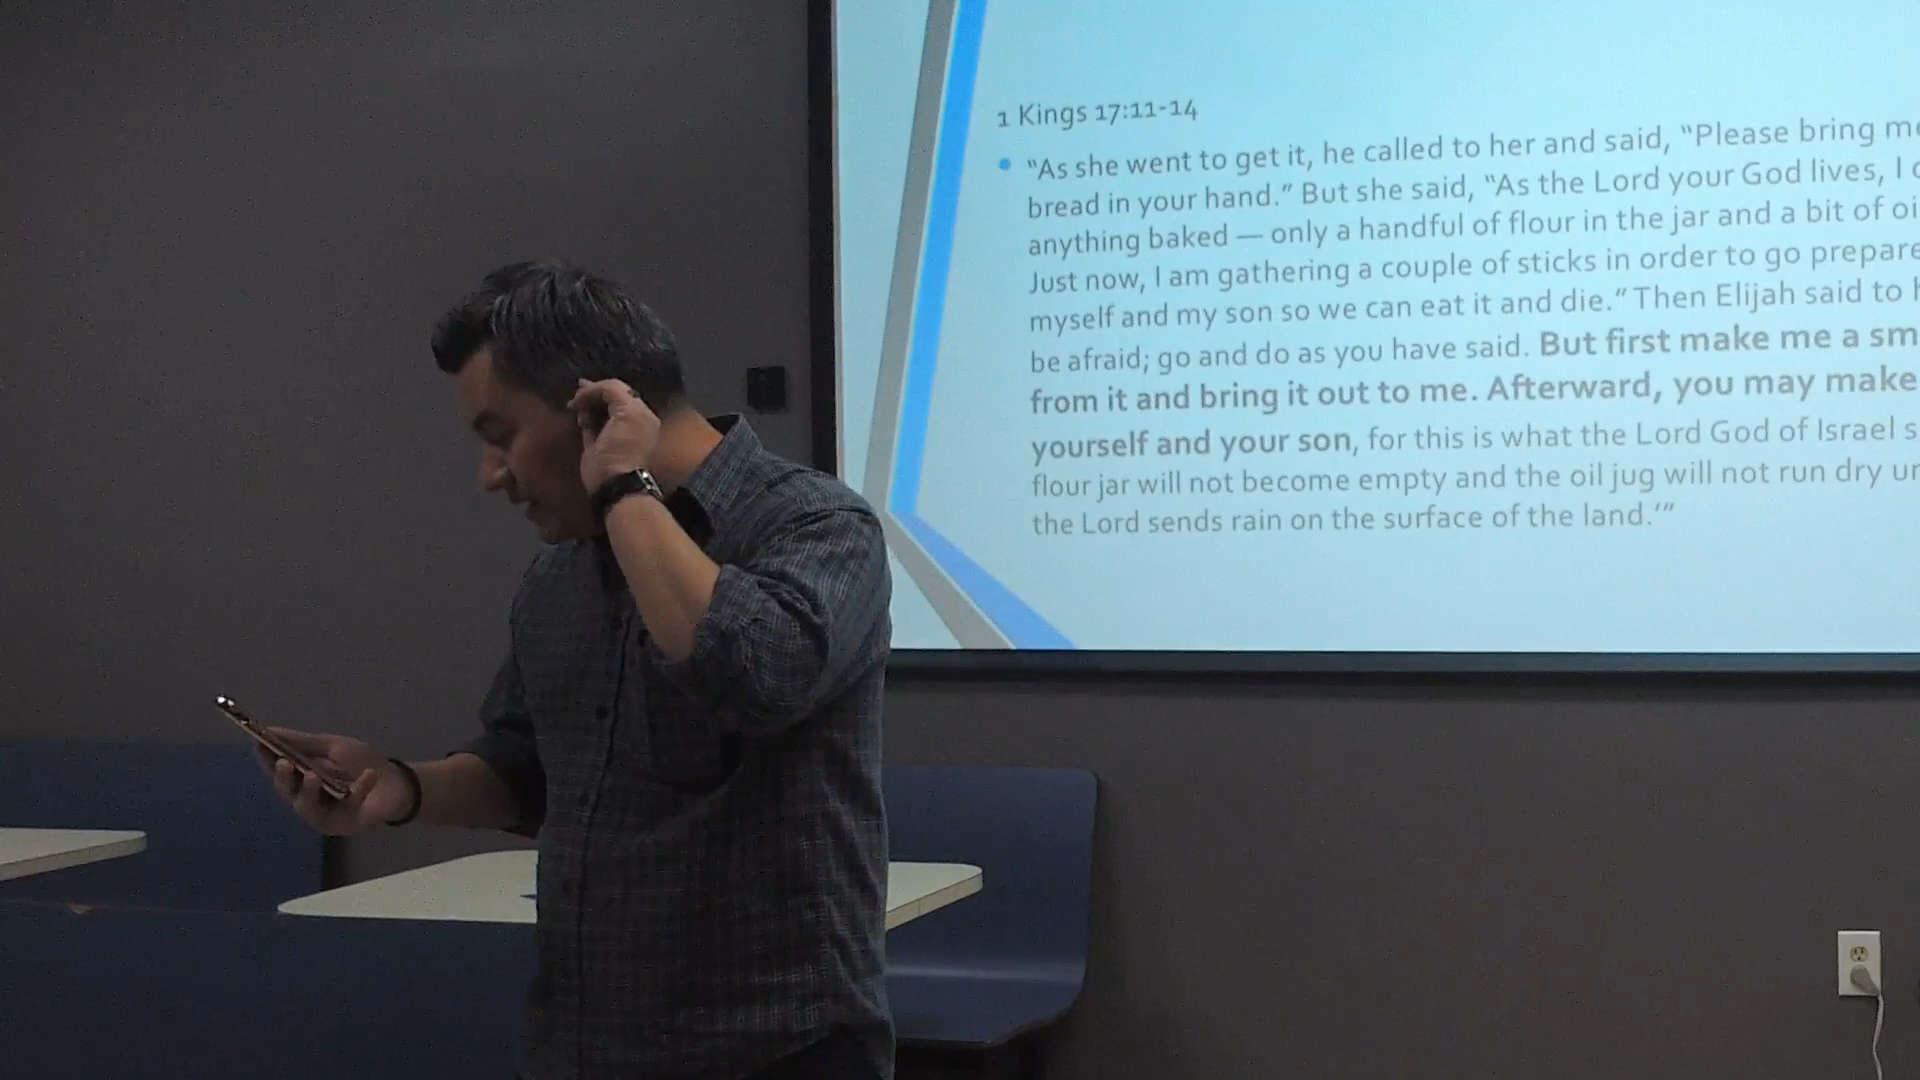 1 Kings 17:11-14
• “As she went to get it, he called to her and said, “Please bring
bread in your hand.” But she said, “As the Lord your God lives, I
anything baked — only a handful of flour in the jar and a bit of
Just now, I am gathering a couple of sticks in order to go prepare
myself and my son so we can eat it and die.” Then Elijah said to
be afraid; go and do as you have said. But first make me a
from it and bring it out to me. Afterward, you may make
yourself and your son, for this is what the Lord God of Israel
flour jar will not become empty and the oil jug will not run dry
the Lord sends rain on the surface of the land.’”